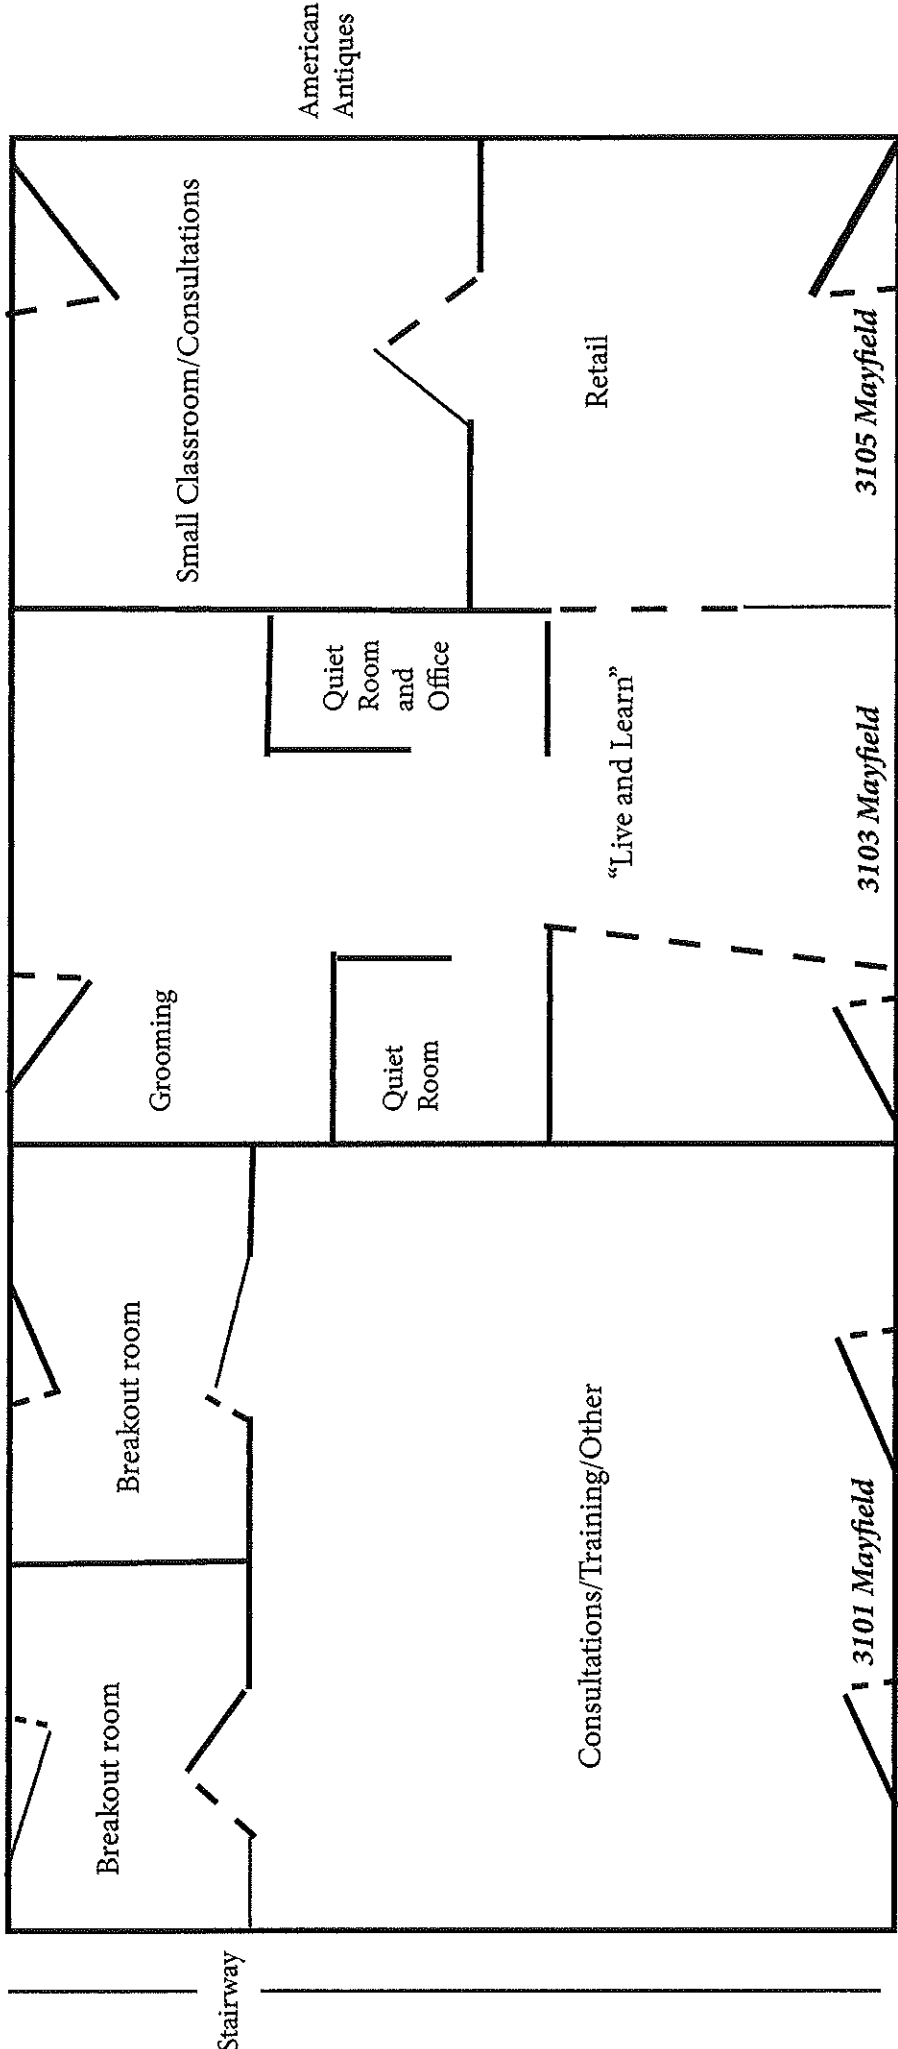 Stairway
Breakout room
Breakout room
Grooming
Small Classroom/Consultations
American
Antiques
Quiet
Room
Quiet
Room
and
Office
Consultations/Training/Other
“Live and Learn”
Retail
3101 Mayfield
3103 Mayfield
3105 Mayfield